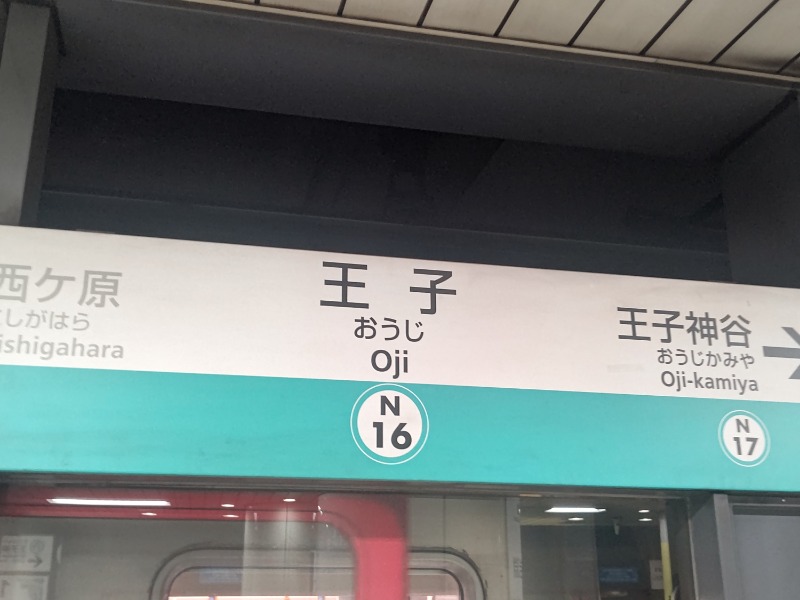 西ケ原
しがはら
ishigahara
王子
おうじ
Oji
N
16
王子神谷
おうじかみや
Oji-kamiya
N
17